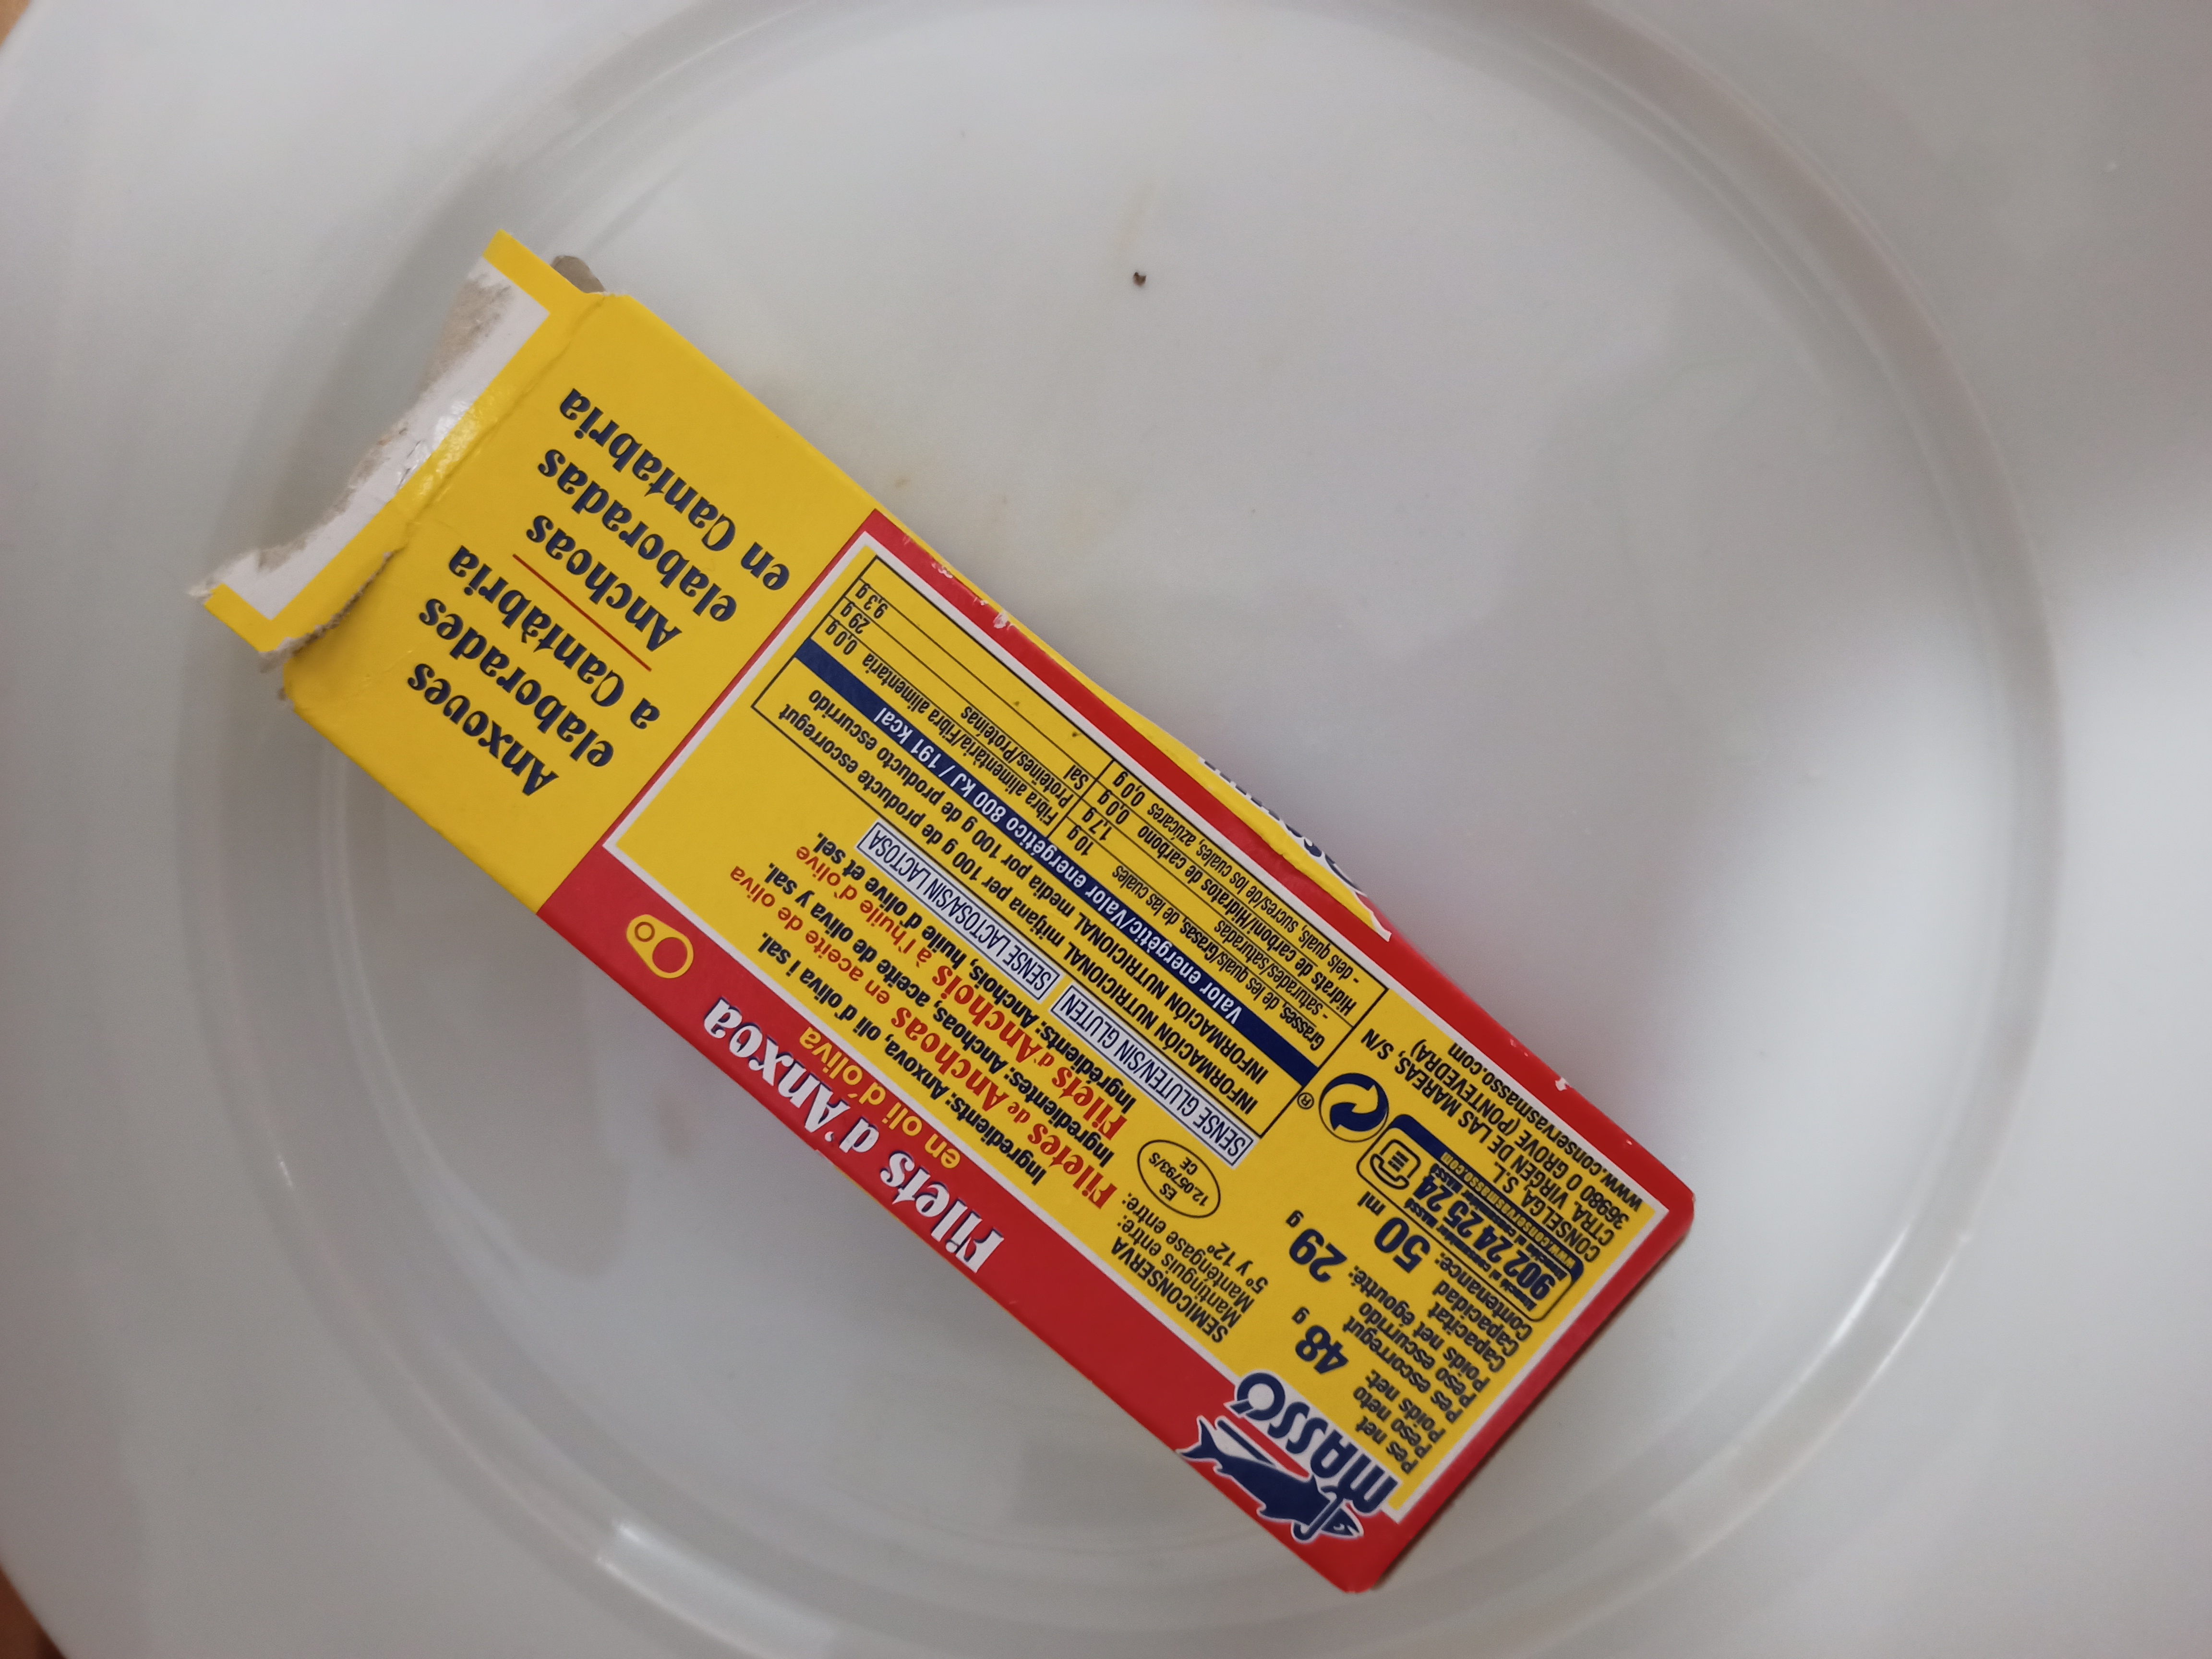 Anxoves
elaborades
a Cantàbria
Anchoas
elaboradas
en Cantabria
Filets d'Anxoa
en oli d'oliva
MASSÓ
Ingredients: Anxova, oli d'oliva i sal.
Filetes de Anchoas en aceite de oliva
Ingredientes: Anchoas, aceite de oliva y sal.
Filets d'Anchois à l'huile d'olive
Ingrédients: Anchois, huile d'olive et sel.
SENSE GLUTEN/SIN GLUTEN
SENSE LACTOSA/SIN LACTOSA
INFORMACIÓN NUTRICIONAL mitjana per 100 g de producte escorregut
INFORMACIÓN NUTRICIONAL media por 100 g de producto escurrido
Valor energètic/Valor energético 800 kJ / 191 kcal
Grasses, de les quals/Grasas, de las cuales 10 g
- saturades/saturadas 1,7 g
Hidrats de carboni/Hidratos de carbono 0,0 g
- dels quals, sucres/de los cuales, azúcares 0,0 g
Fibra alimentària/Fibra alimentaria 0,0 g
Proteïnes/Proteínas 29 g
Sal 9,3 g
SEMICONSERVA
Mantinguis entre:
Manténgase entre:
5º y 12º
ES
12.05793/S
CE
Pes net
Peso neto
Poids net: 48 g
Pes escorregut
Peso escurrido
Poids net égoutté: 29 g
Capacitat
Capacidad
Contenance: 50 ml
902 24 25 24
www.conservasmasso.com
®
CONSELGA, S.L.
CTRA. VIRGEN DE LAS MAREAS, S/N
36980 O GROVE (PONTEVEDRA)
www.conservasmasso.com